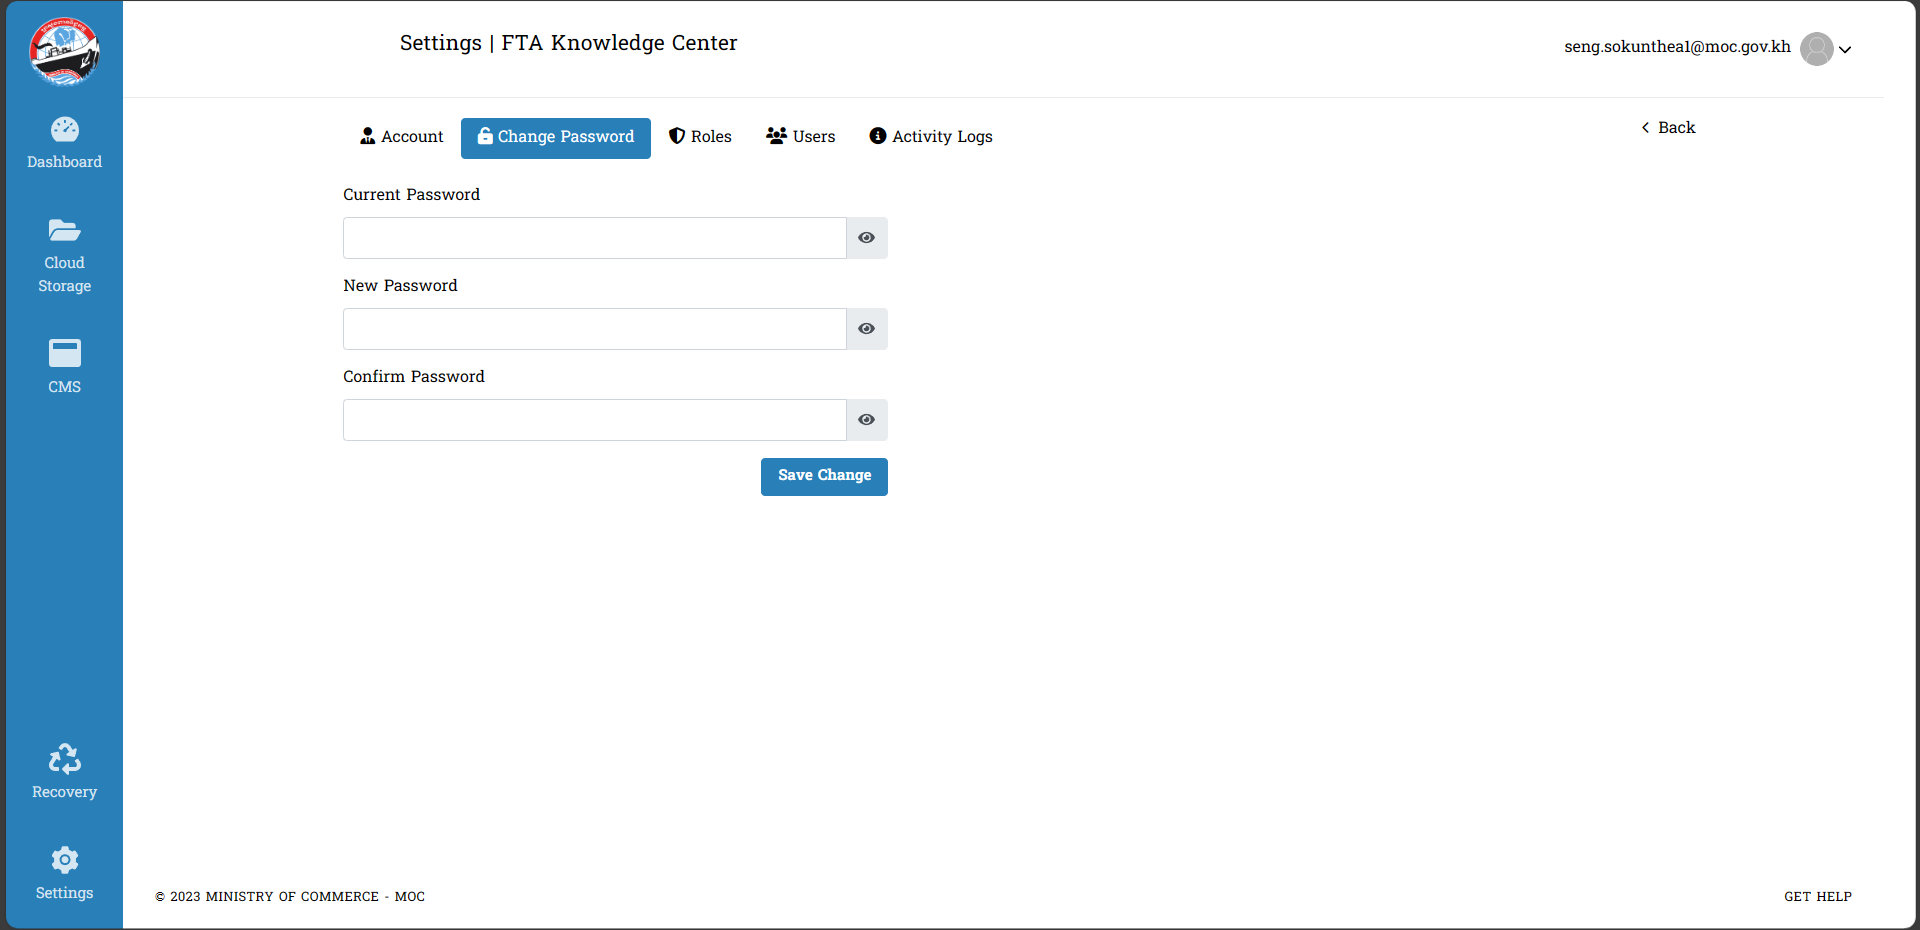 Settings | FTA Knowledge Center
seng.sokuntheal@moc.gov.kh
Dashboard
Cloud
Storage
CMS
Recovery
Settings
Account
Change Password
Roles
Users
Activity Logs
Back
Current Password
New Password
Confirm Password
Save Change
© 2023 MINISTRY OF COMMERCE - MOC
GET HELP